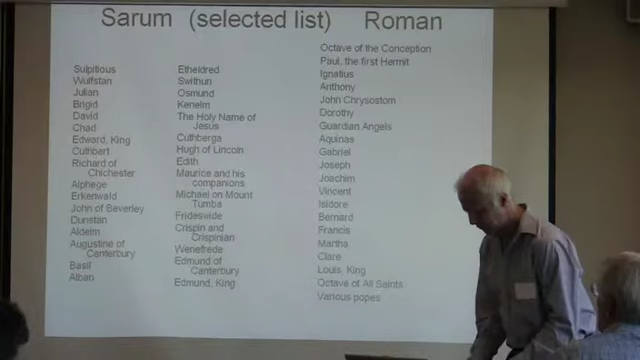 Sarum (selected list) Roman
Sulpitious
Wulfstan
Julian
Brigid
David
Chad
Edward, King
Cuthbert
Richard of
Chichester
Alphege
Erkenwald
John of Beverley
Dunstan
Aldelm
Augustine of
Canterbury
Basil
Alban
Etheldred
Swithun
Osmund
Kenelm
The Holy Name of
Jesus
Cuthberga
Hugh of Lincoln
Edith
Maurice and his
companions
Michael on Mount
Tumba
Frideswide
Crispin and
Crispinian
Wenefrede
Edmund of
Canterbury
Edmund, King
Octave of the Conception
Paul, the first Hermit
Ignatius
Anthony
John Chrysostom
Dorothy
Guardian Angels
Aquinas
Gabriel
Joseph
Joachim
Vincent
Isidore
Bernard
Francis
Martha
Clare
Louis, King
Octave of All Saints
Various popes